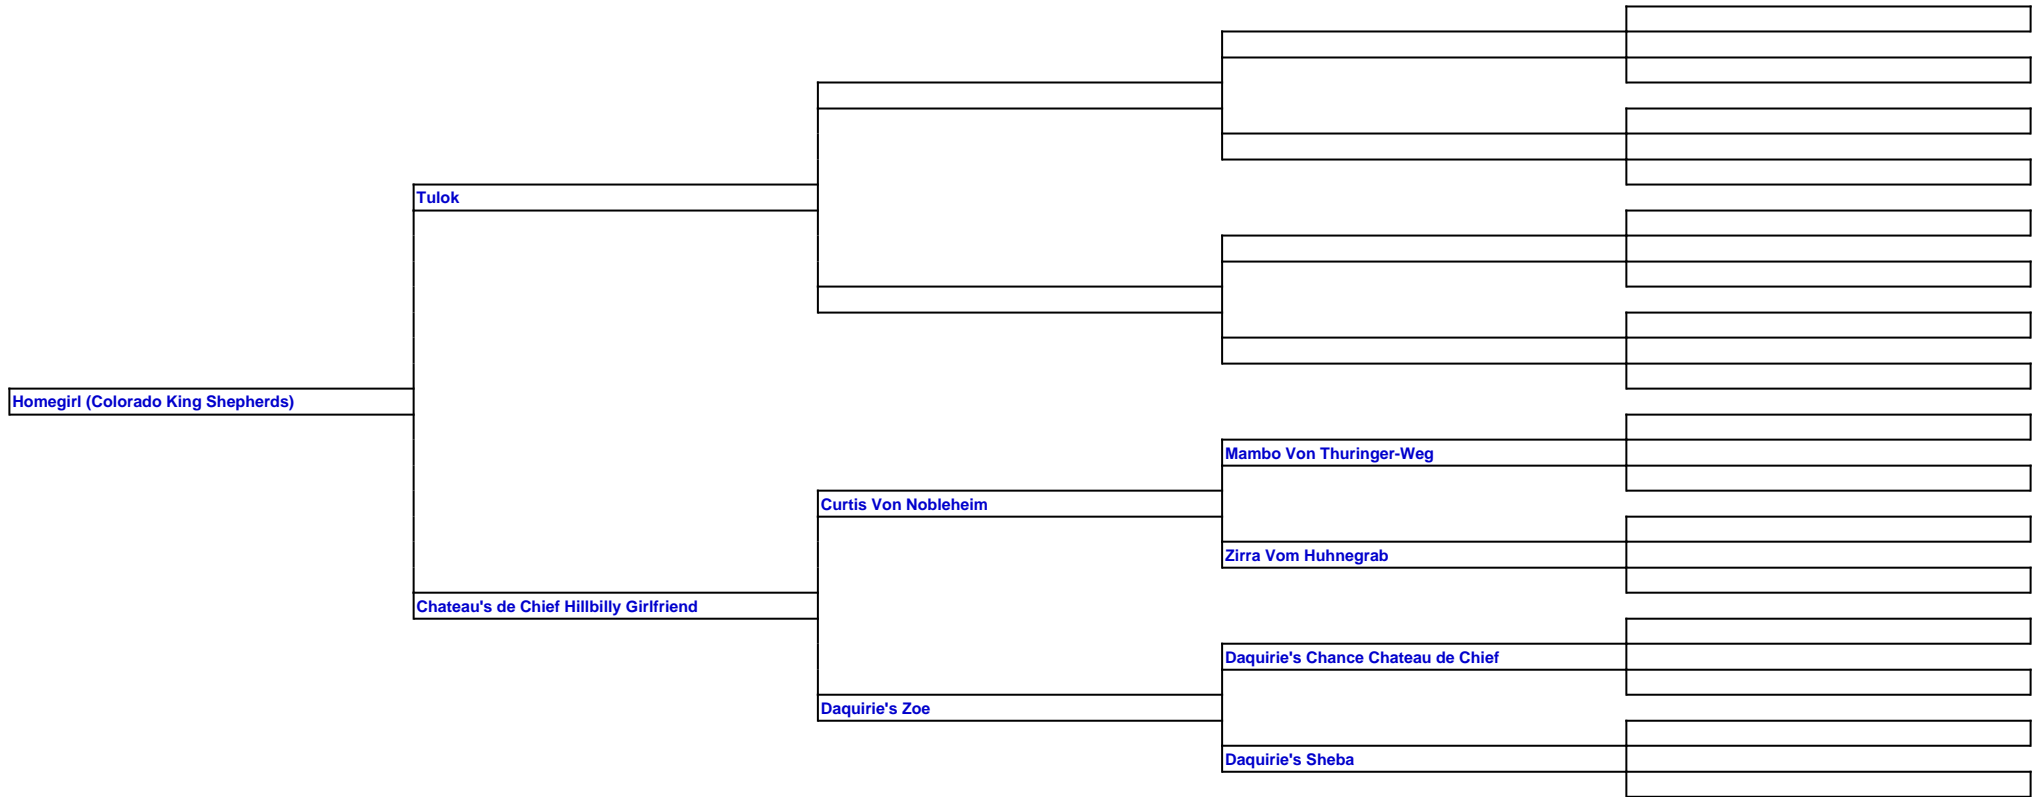 Tulok
Homegirl (Colorado King Shepherds)
Mambo Von Thuringer-Weg
Curtis Von Nobleheim
Zirra Vom Huhnegrab
Chateau's de Chief Hillbilly Girlfriend
Daquirie's Chance Chateau de Chief
Daquirie's Zoe
Daquirie's Sheba